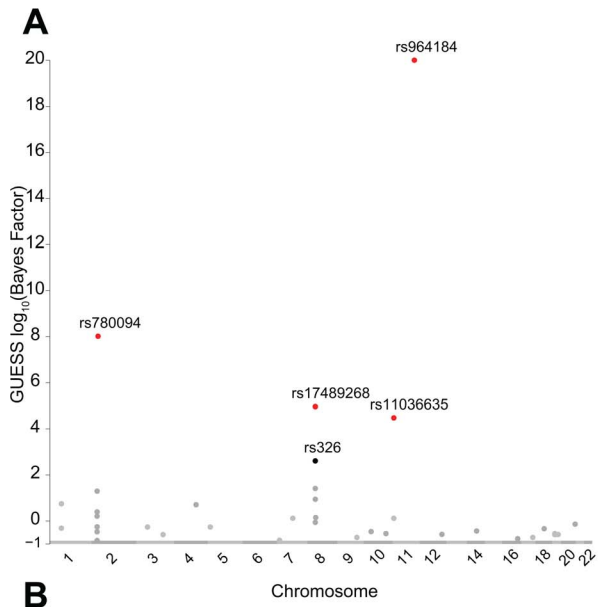 A
rs964184
20
18
16
14
12
10
8
6
4
2
0
−1
GUESS log₁₀(Bayes Factor)
rs780094
rs17489268
rs11036635
rs326
1 2 3 4 5 6 7 8 9 10 11 12 14 16 18 20 22
Chromosome
B